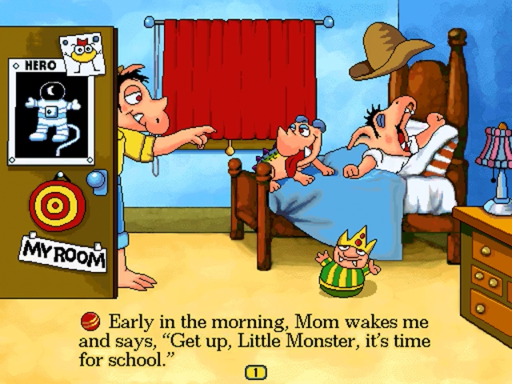 HERO
MY ROOM
Early in the morning, Mom wakes me
and says, “Get up, Little Monster, it’s time
for school.”
1